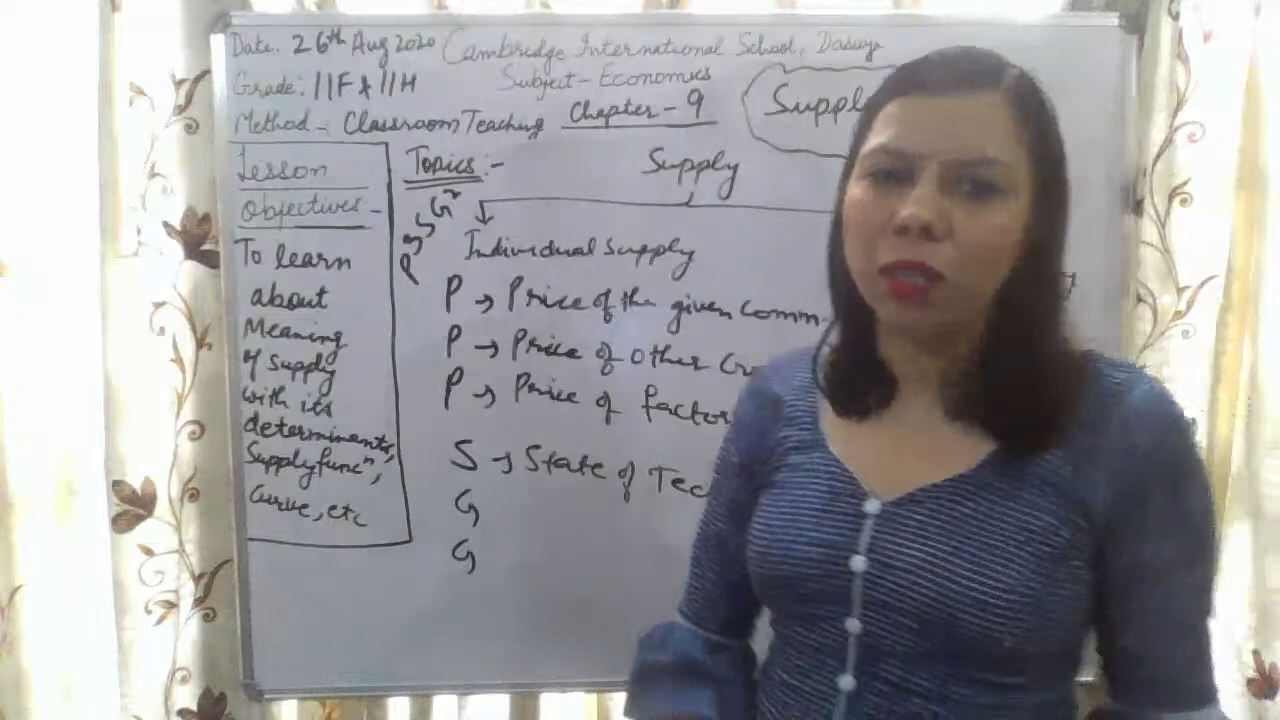 Date. 26th Aug 2020 Cambridge International School, Dasuya
Grade: 11F & 11H Subject - Economics
Method - Classroom Teaching Chapter - 9
Suppl
Lesson
Objectives -
To learn
about
Meaning
of supply
with its
determinants,
Supply funcn,
Curve, etc
Topics :-
Supply
Individual supply
P → Price of the given comm
P → Price of other G
P → Price of factor
S → State of Tec
G
G